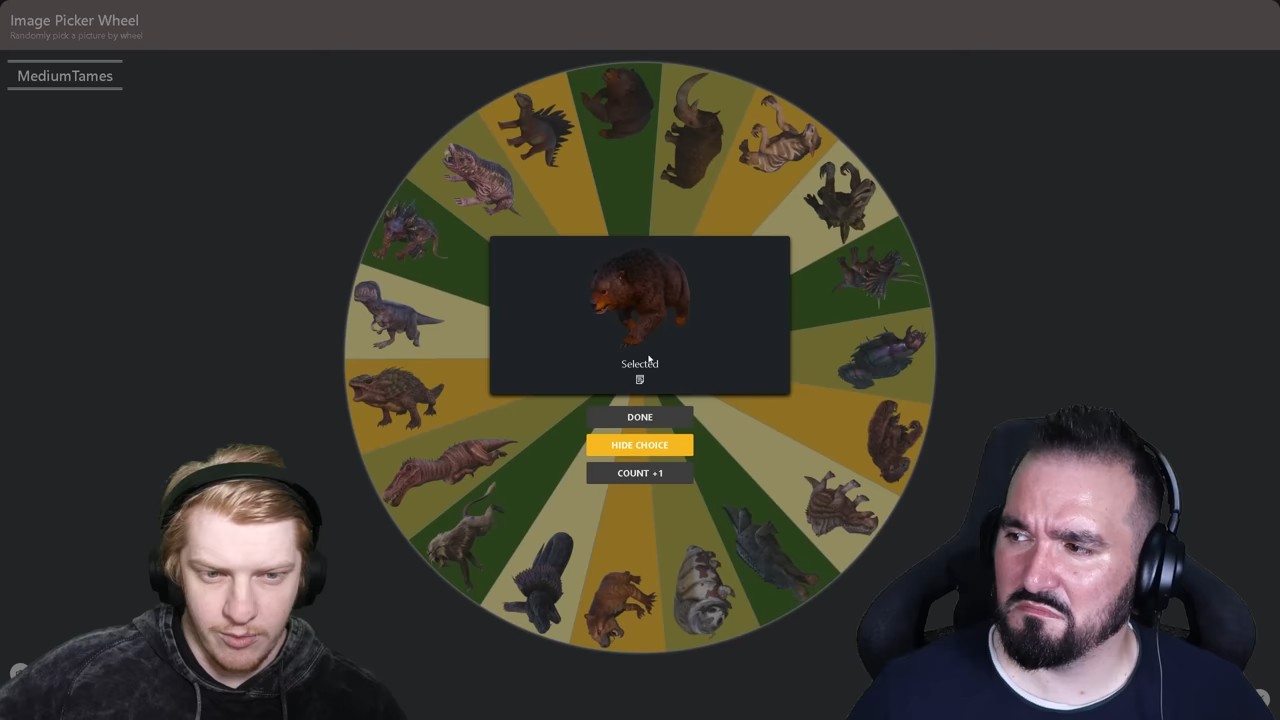 Image Picker Wheel
Randomly pick a picture by wheel
MediumTames
Selected
DONE
HIDE CHOICE
COUNT +1